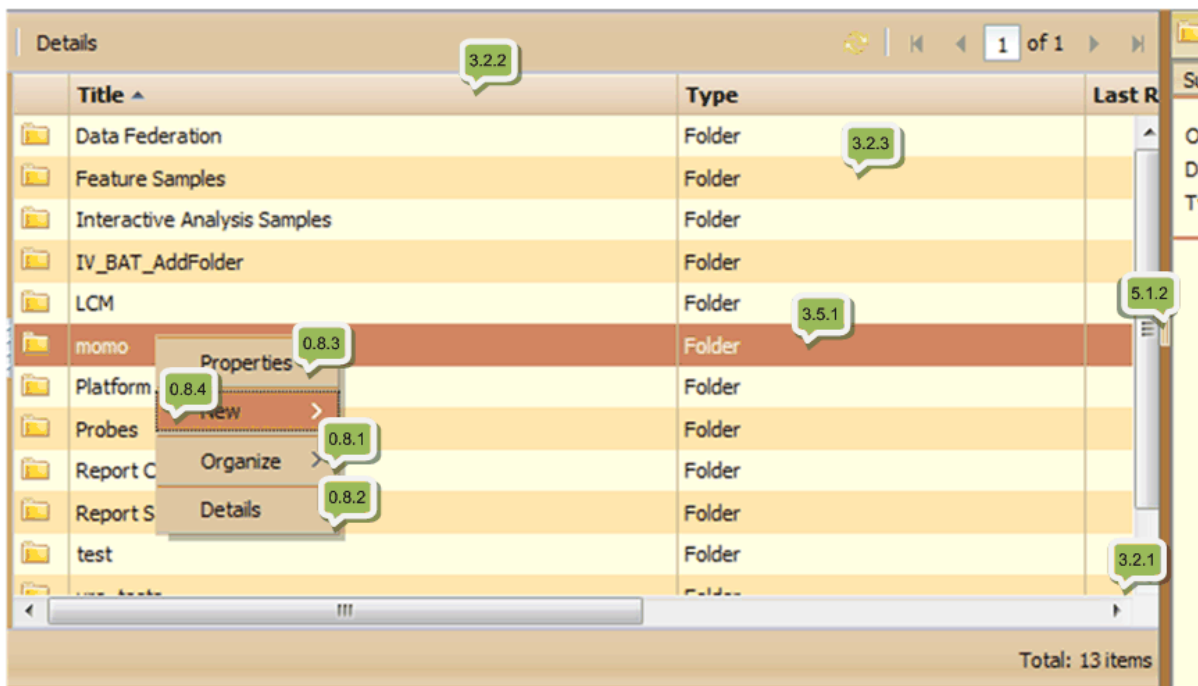 Details
1 of 1
3.2.2
Title Type Last R
Data Federation Folder
3.2.3
Feature Samples Folder
Interactive Analysis Samples Folder
IV_BAT_AddFolder Folder
5.1.2
LCM Folder
3.5.1
momo Folder
0.8.3
Properties
Platform Folder
0.8.4
New
Probes Folder
0.8.1
Organize
Report C Folder
0.8.2
Details
Report S Folder
test Folder
3.2.1
Folder
Total: 13 items